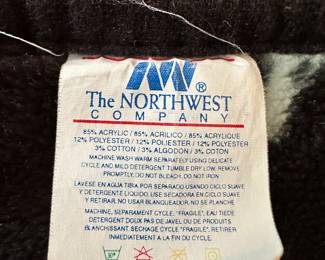 The NORTHWEST
COMPANY
85% ACRYLIC / 85% ACRILICO / 85% ACRYLIQUE
12% POLYESTER / 12% POLIESTER / 12% POLYESTER
3% COTTON / 3% ALGODON / 3% COTON
MACHINE WASH WARM SEPARATELY USING DELICATE
CYCLE AND MILD DETERGENT TUMBLE DRY LOW. REMOVE
PROMPTLY. DO NOT BLEACH. DO NOT IRON
LAVESE EN AGUA TIBIA POR SEPARADO USANDO CICLO SUAVE
Y DETERGENTE LIQUIDO. USE SECADORA EN CICLO SUAVE
Y RETIRE. NO USAR BLANQUEADOR. NO SE PLANCHE
MACHINE, SEPARAMENT CYCLE. "FRAGILE", EAU TIEDE
DETERGENT DOUX PAS DE JAVEL OU DE PRODUITS
BLANCHISSANT. SECHAGE CYCLE "FRAGILE". RETIRER
IMMEDIATEMENT A LA FIN DU CYCLE.